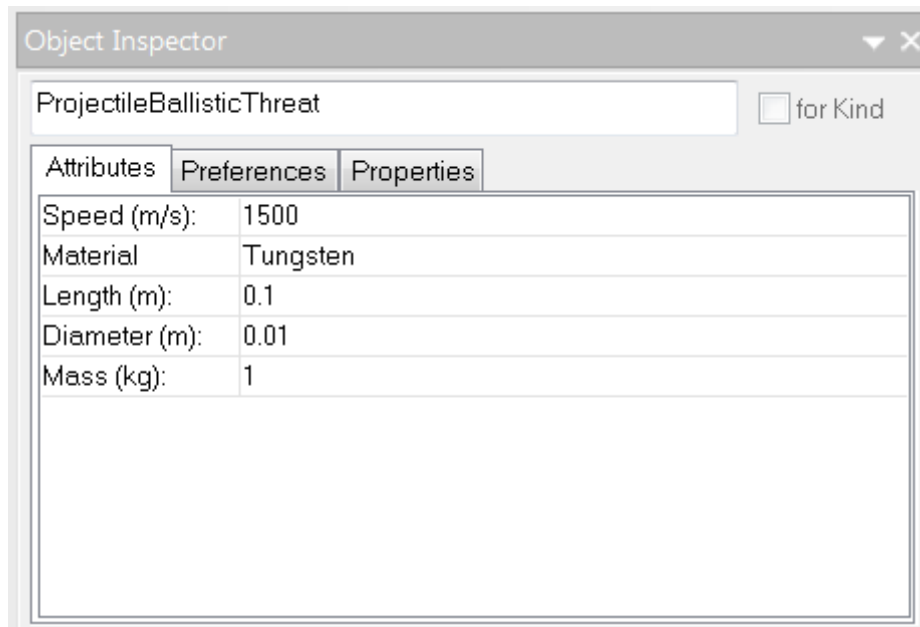 Object Inspector
ProjectileBallisticThreat
for Kind
Attributes Preferences Properties
Speed (m/s): 1500
Material Tungsten
Length (m): 0.1
Diameter (m): 0.01
Mass (kg): 1